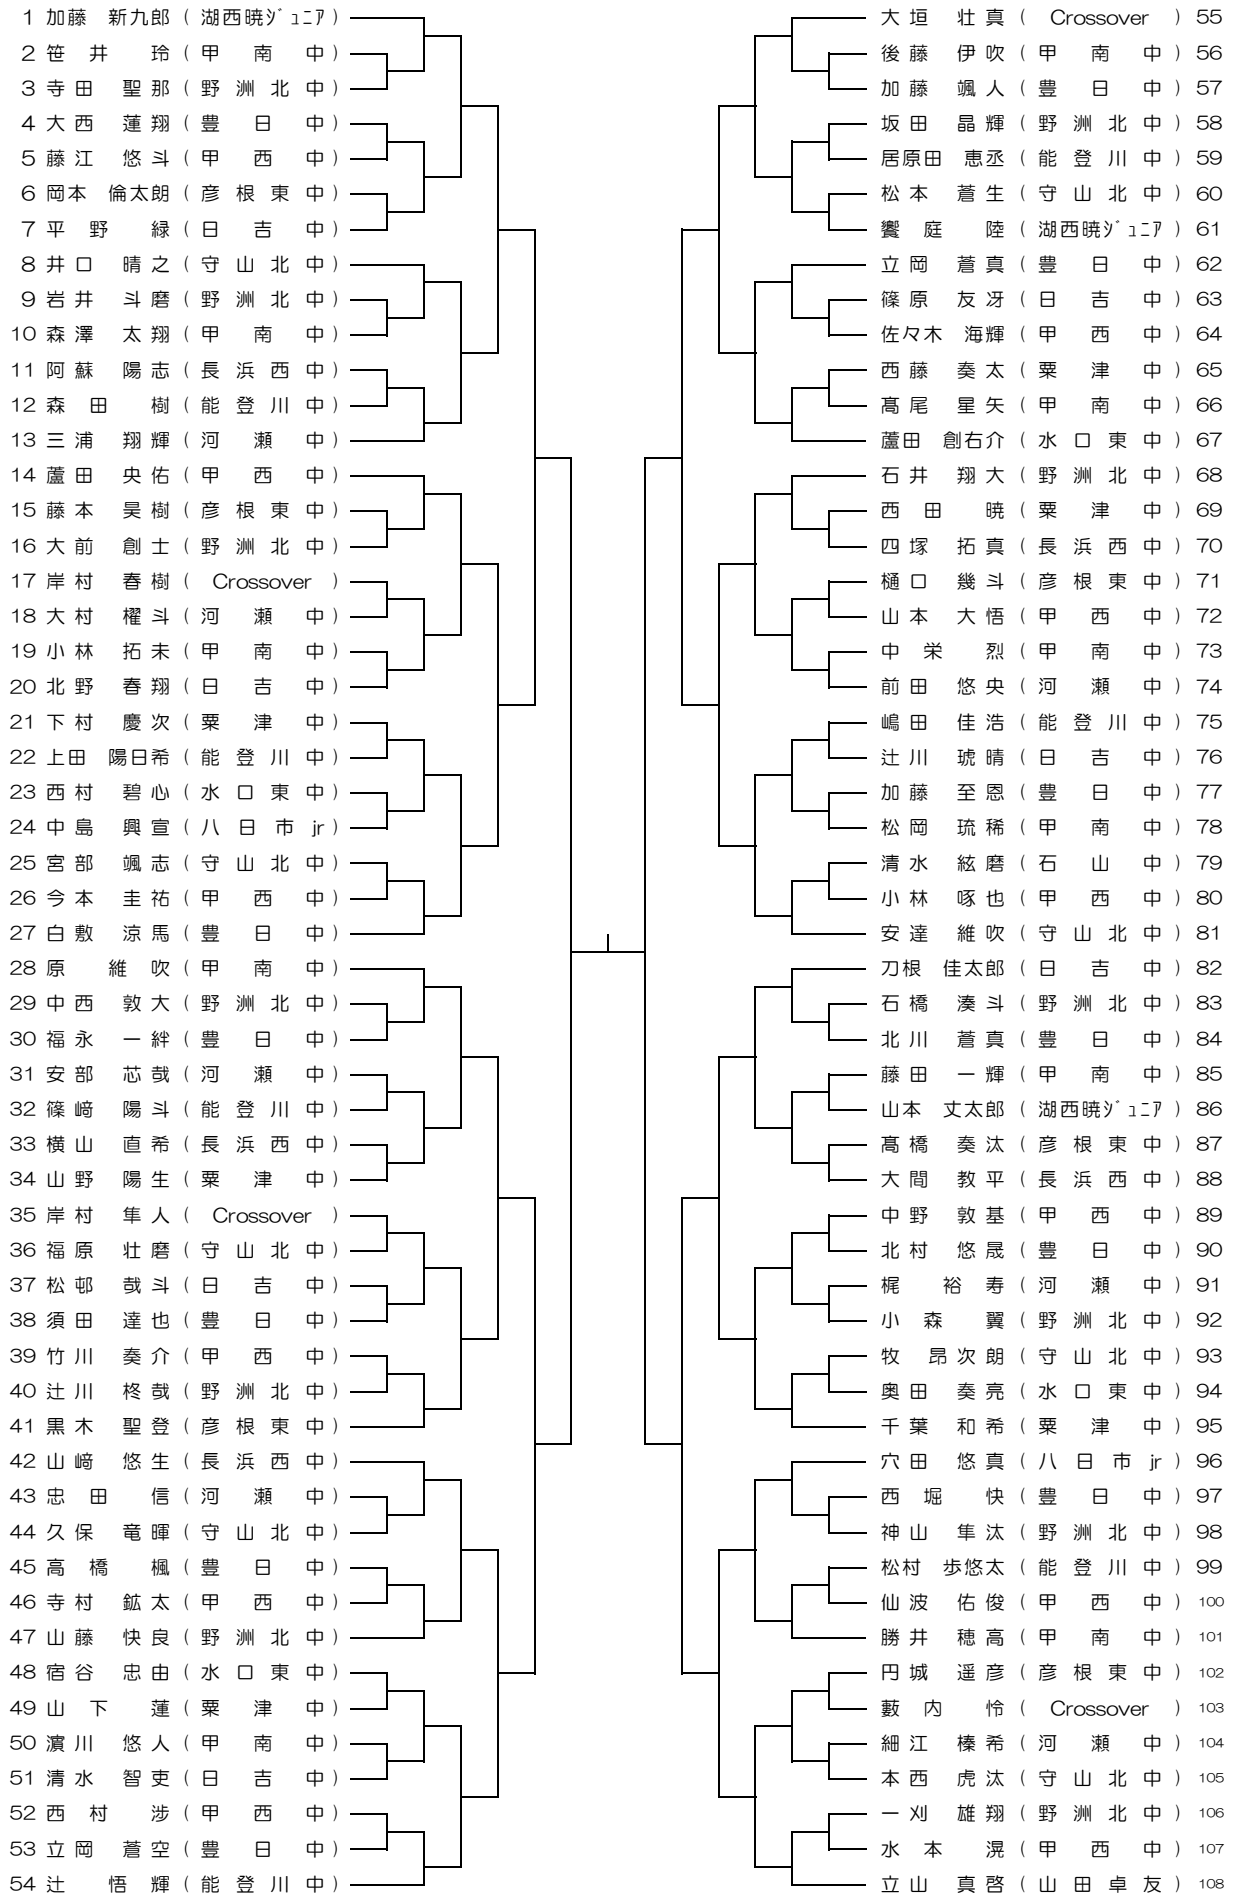 1 加藤 新九郎 ( 湖西暁ｼﾞｭﾆｱ )
2 笹井 玲 ( 甲南中 )
3 寺田 聖那 ( 野洲北中 )
4 大西 蓮翔 ( 豊日中 )
5 藤江 悠斗 ( 甲西中 )
6 岡本 倫太朗 ( 彦根東中 )
7 平野 緑 ( 日吉中 )
8 井口 晴之 ( 守山北中 )
9 岩井 斗磨 ( 野洲北中 )
10 森澤 太翔 ( 甲南中 )
11 阿蘇 陽志 ( 長浜西中 )
12 森田 樹 ( 能登川中 )
13 三浦 翔輝 ( 河瀬中 )
14 蘆田 央佑 ( 甲西中 )
15 藤本 昊樹 ( 彦根東中 )
16 大前 創士 ( 野洲北中 )
17 岸村 春樹 ( Crossover )
18 大村 櫂斗 ( 河瀬中 )
19 小林 拓未 ( 甲南中 )
20 北野 春翔 ( 日吉中 )
21 下村 慶次 ( 粟津中 )
22 上田 陽日希 ( 能登川中 )
23 西村 碧心 ( 水口東中 )
24 中島 興宣 ( 八日市jr )
25 宮部 颯志 ( 守山北中 )
26 今本 圭祐 ( 甲西中 )
27 白敷 涼馬 ( 豊日中 )
28 原 維吹 ( 甲南中 )
29 中西 敦大 ( 野洲北中 )
30 福永 一絆 ( 豊日中 )
31 安部 芯哉 ( 河瀬中 )
32 篠﨑 陽斗 ( 能登川中 )
33 横山 直希 ( 長浜西中 )
34 山野 陽生 ( 粟津中 )
35 岸村 隼人 ( Crossover )
36 福原 壮磨 ( 守山北中 )
37 松邨 哉斗 ( 日吉中 )
38 須田 達也 ( 豊日中 )
39 竹川 奏介 ( 甲西中 )
40 辻川 柊哉 ( 野洲北中 )
41 黒木 聖登 ( 彦根東中 )
42 山﨑 悠生 ( 長浜西中 )
43 忠田 信 ( 河瀬中 )
44 久保 竜暉 ( 守山北中 )
45 高橋 楓 ( 豊日中 )
46 寺村 鉱太 ( 甲西中 )
47 山藤 快良 ( 野洲北中 )
48 宿谷 忠由 ( 水口東中 )
49 山下 蓮 ( 粟津中 )
50 濵川 悠人 ( 甲南中 )
51 清水 智吏 ( 日吉中 )
52 西村 渉 ( 甲西中 )
53 立岡 蒼空 ( 豊日中 )
54 辻 悟輝 ( 能登川中 )
大垣 壮真 ( Crossover ) 55
後藤 伊吹 ( 甲南中 ) 56
加藤 颯人 ( 豊日中 ) 57
坂田 晶輝 ( 野洲北中 ) 58
居原田 恵丞 ( 能登川中 ) 59
松本 蒼生 ( 守山北中 ) 60
饗庭 陸 ( 湖西暁ｼﾞｭﾆｱ ) 61
立岡 蒼真 ( 豊日中 ) 62
篠原 友冴 ( 日吉中 ) 63
佐々木 海輝 ( 甲西中 ) 64
西藤 奏太 ( 粟津中 ) 65
髙尾 星矢 ( 甲南中 ) 66
蘆田 創右介 ( 水口東中 ) 67
石井 翔大 ( 野洲北中 ) 68
西田 暁 ( 粟津中 ) 69
四塚 拓真 ( 長浜西中 ) 70
樋口 幾斗 ( 彦根東中 ) 71
山本 大悟 ( 甲西中 ) 72
中栄 烈 ( 甲南中 ) 73
前田 悠央 ( 河瀬中 ) 74
嶋田 佳浩 ( 能登川中 ) 75
辻川 琥晴 ( 日吉中 ) 76
加藤 至恩 ( 豊日中 ) 77
松岡 琉稀 ( 甲南中 ) 78
清水 絃磨 ( 石山中 ) 79
小林 啄也 ( 甲西中 ) 80
安達 維吹 ( 守山北中 ) 81
刀根 佳太郎 ( 日吉中 ) 82
石橋 湊斗 ( 野洲北中 ) 83
北川 蒼真 ( 豊日中 ) 84
藤田 一輝 ( 甲南中 ) 85
山本 丈太郎 ( 湖西暁ｼﾞｭﾆｱ ) 86
髙橋 奏汰 ( 彦根東中 ) 87
大間 教平 ( 長浜西中 ) 88
中野 敦基 ( 甲西中 ) 89
北村 悠晟 ( 豊日中 ) 90
梶 裕寿 ( 河瀬中 ) 91
小森 翼 ( 野洲北中 ) 92
牧 昂次朗 ( 守山北中 ) 93
奥田 奏亮 ( 水口東中 ) 94
千葉 和希 ( 粟津中 ) 95
穴田 悠真 ( 八日市jr ) 96
西堀 快 ( 豊日中 ) 97
神山 隼汰 ( 野洲北中 ) 98
松村 歩悠太 ( 能登川中 ) 99
仙波 佑俊 ( 甲西中 ) 100
勝井 穂高 ( 甲南中 ) 101
円城 遥彦 ( 彦根東中 ) 102
藪内 怜 ( Crossover ) 103
細江 榛希 ( 河瀬中 ) 104
本西 虎汰 ( 守山北中 ) 105
一刈 雄翔 ( 野洲北中 ) 106
水本 滉 ( 甲西中 ) 107
立山 真啓 ( 山田卓友 ) 108